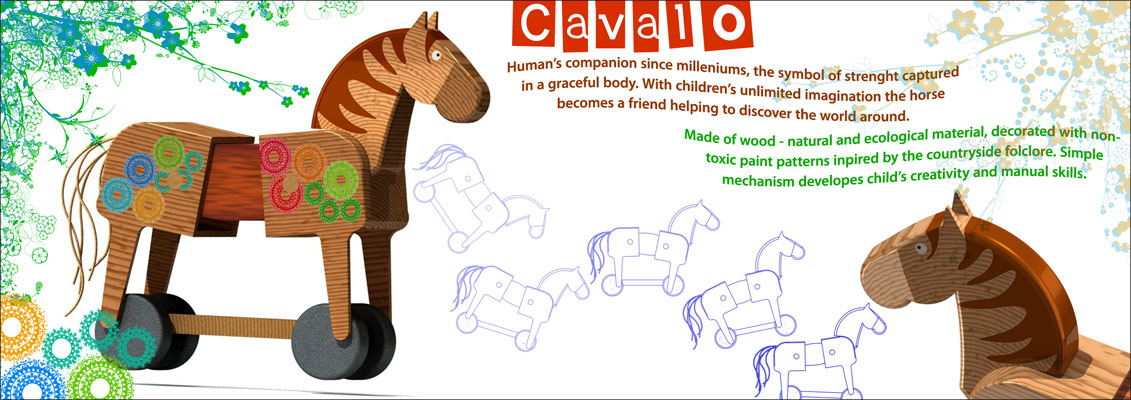 Cavalo
Human's companion since milleniums, the symbol of strenght captured
in a graceful body. With children's unlimited imagination the horse
becomes a friend helping to discover the world around.
Made of wood - natural and ecological material, decorated with non-
toxic paint patterns inpired by the countryside folclore. Simple
mechanism developes child's creativity and manual skills.